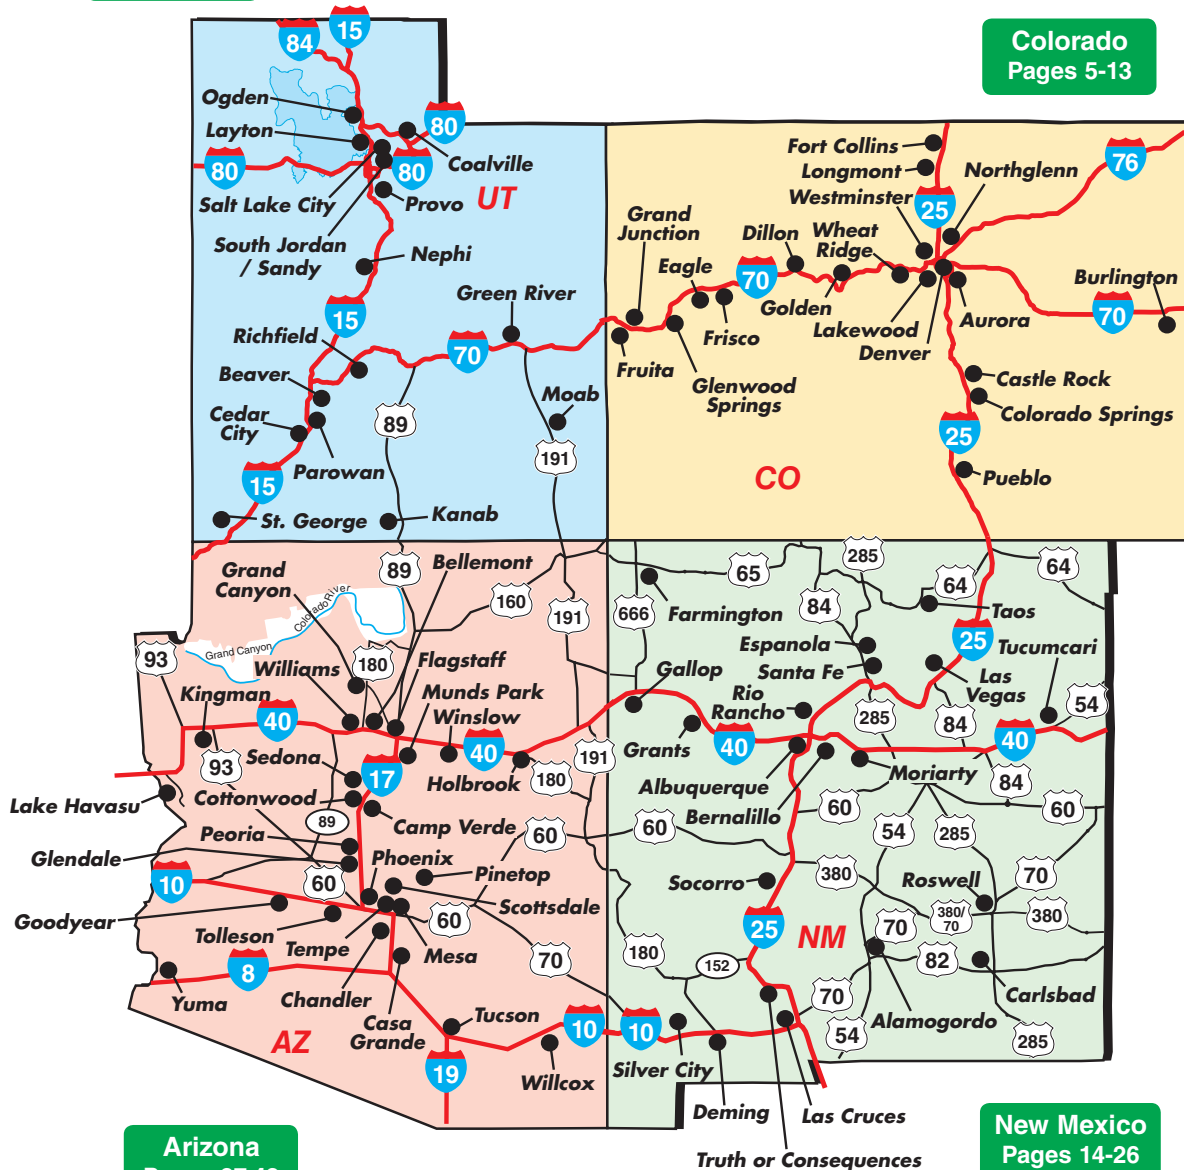 15
84
Colorado
Pages 5-13
Ogden
80
Layton
Coalville
80
80
Salt Lake City
Provo
UT
South Jordan
/ Sandy
Nephi
Fort Collins
Longmont
Westminster
Northglenn
76
25
Grand
Junction
Dillon
Wheat
Ridge
Eagle
70
Golden
Burlington
70
Frisco
Lakewood
Aurora
Denver
Green River
15
Richfield
70
Fruita
Glenwood
Springs
Beaver
Castle Rock
Moab
Colorado Springs
Cedar
City
89
25
Parowan
191
CO
Pueblo
15
St. George
Kanab
Grand
Canyon
Bellemont
89
285
64
64
65
Colorado River
160
191
666
Farmington
84
Taos
Grand Canyon
93
180
Espanola
25
Williams
Flagstaff
Gallop
Santa Fe
Las
Vegas
Tucumcari
Kingman
Munds Park
Rio
Rancho
54
40
Winslow
285
84
40
93
Sedona
40
Grants
40
191
17
Holbrook
180
Moriarty
84
Lake Havasu
Cottonwood
Albuquerque
60
60
Bernalillo
89
Camp Verde
Peoria
60
60
54
285
Glendale
Phoenix
Pinetop
380
Roswell
70
10
60
Socorro
Scottsdale
Goodyear
60
25
NM
380/
70
380
Tolleson
Tempe
Mesa
70
180
152
70
82
8
Yuma
Chandler
Carlsbad
70
Casa
Grande
Tucson
10
10
Alamogordo
54
285
AZ
19
Willcox
Silver City
Deming
Las Cruces
Truth or Consequences
Arizona
New Mexico
Pages 14-26